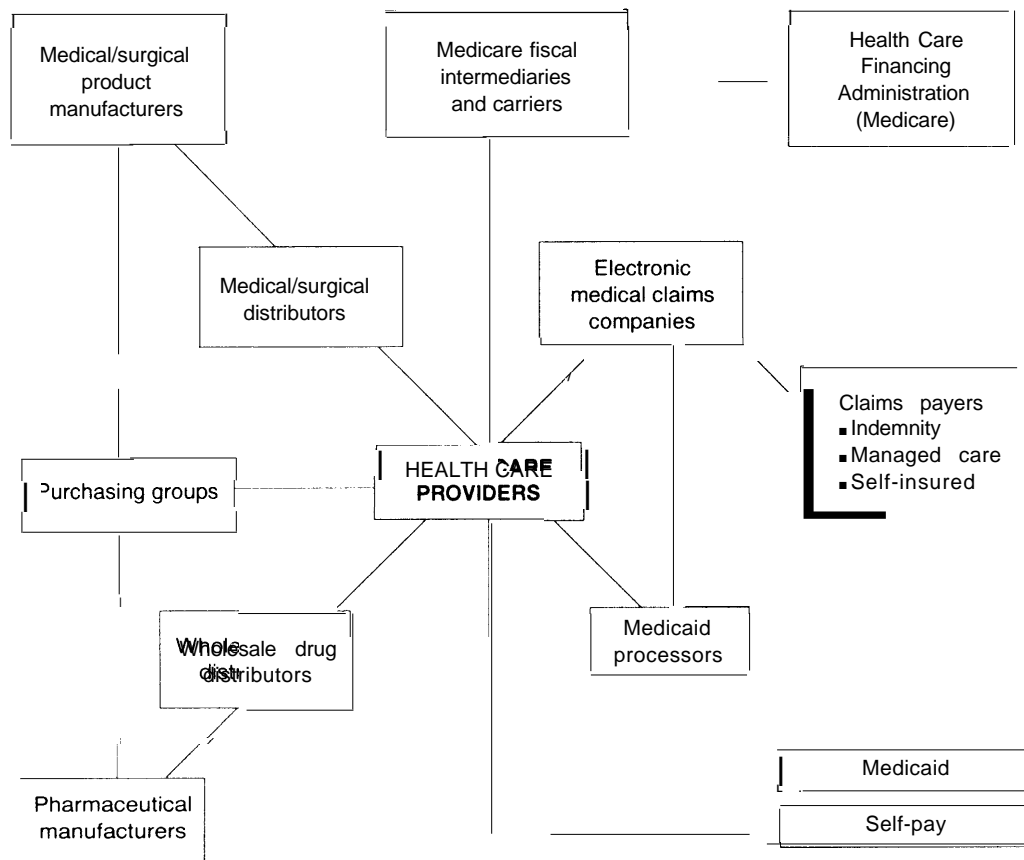 Medical/surgical
product
manufacturers
Medicare fiscal
intermediaries
and carriers
Health Care
Financing
Administration
(Medicare)
Medical/surgical
distributors
Electronic
medical claims
companies
Claims payers
■ Indemnity
■ Managed care
■ Self-insured
Purchasing groups
HEALTH CARE
PROVIDERS
Wholesale drug
distributors
Medicaid
processors
Medicaid
Self-pay
Pharmaceutical
manufacturers